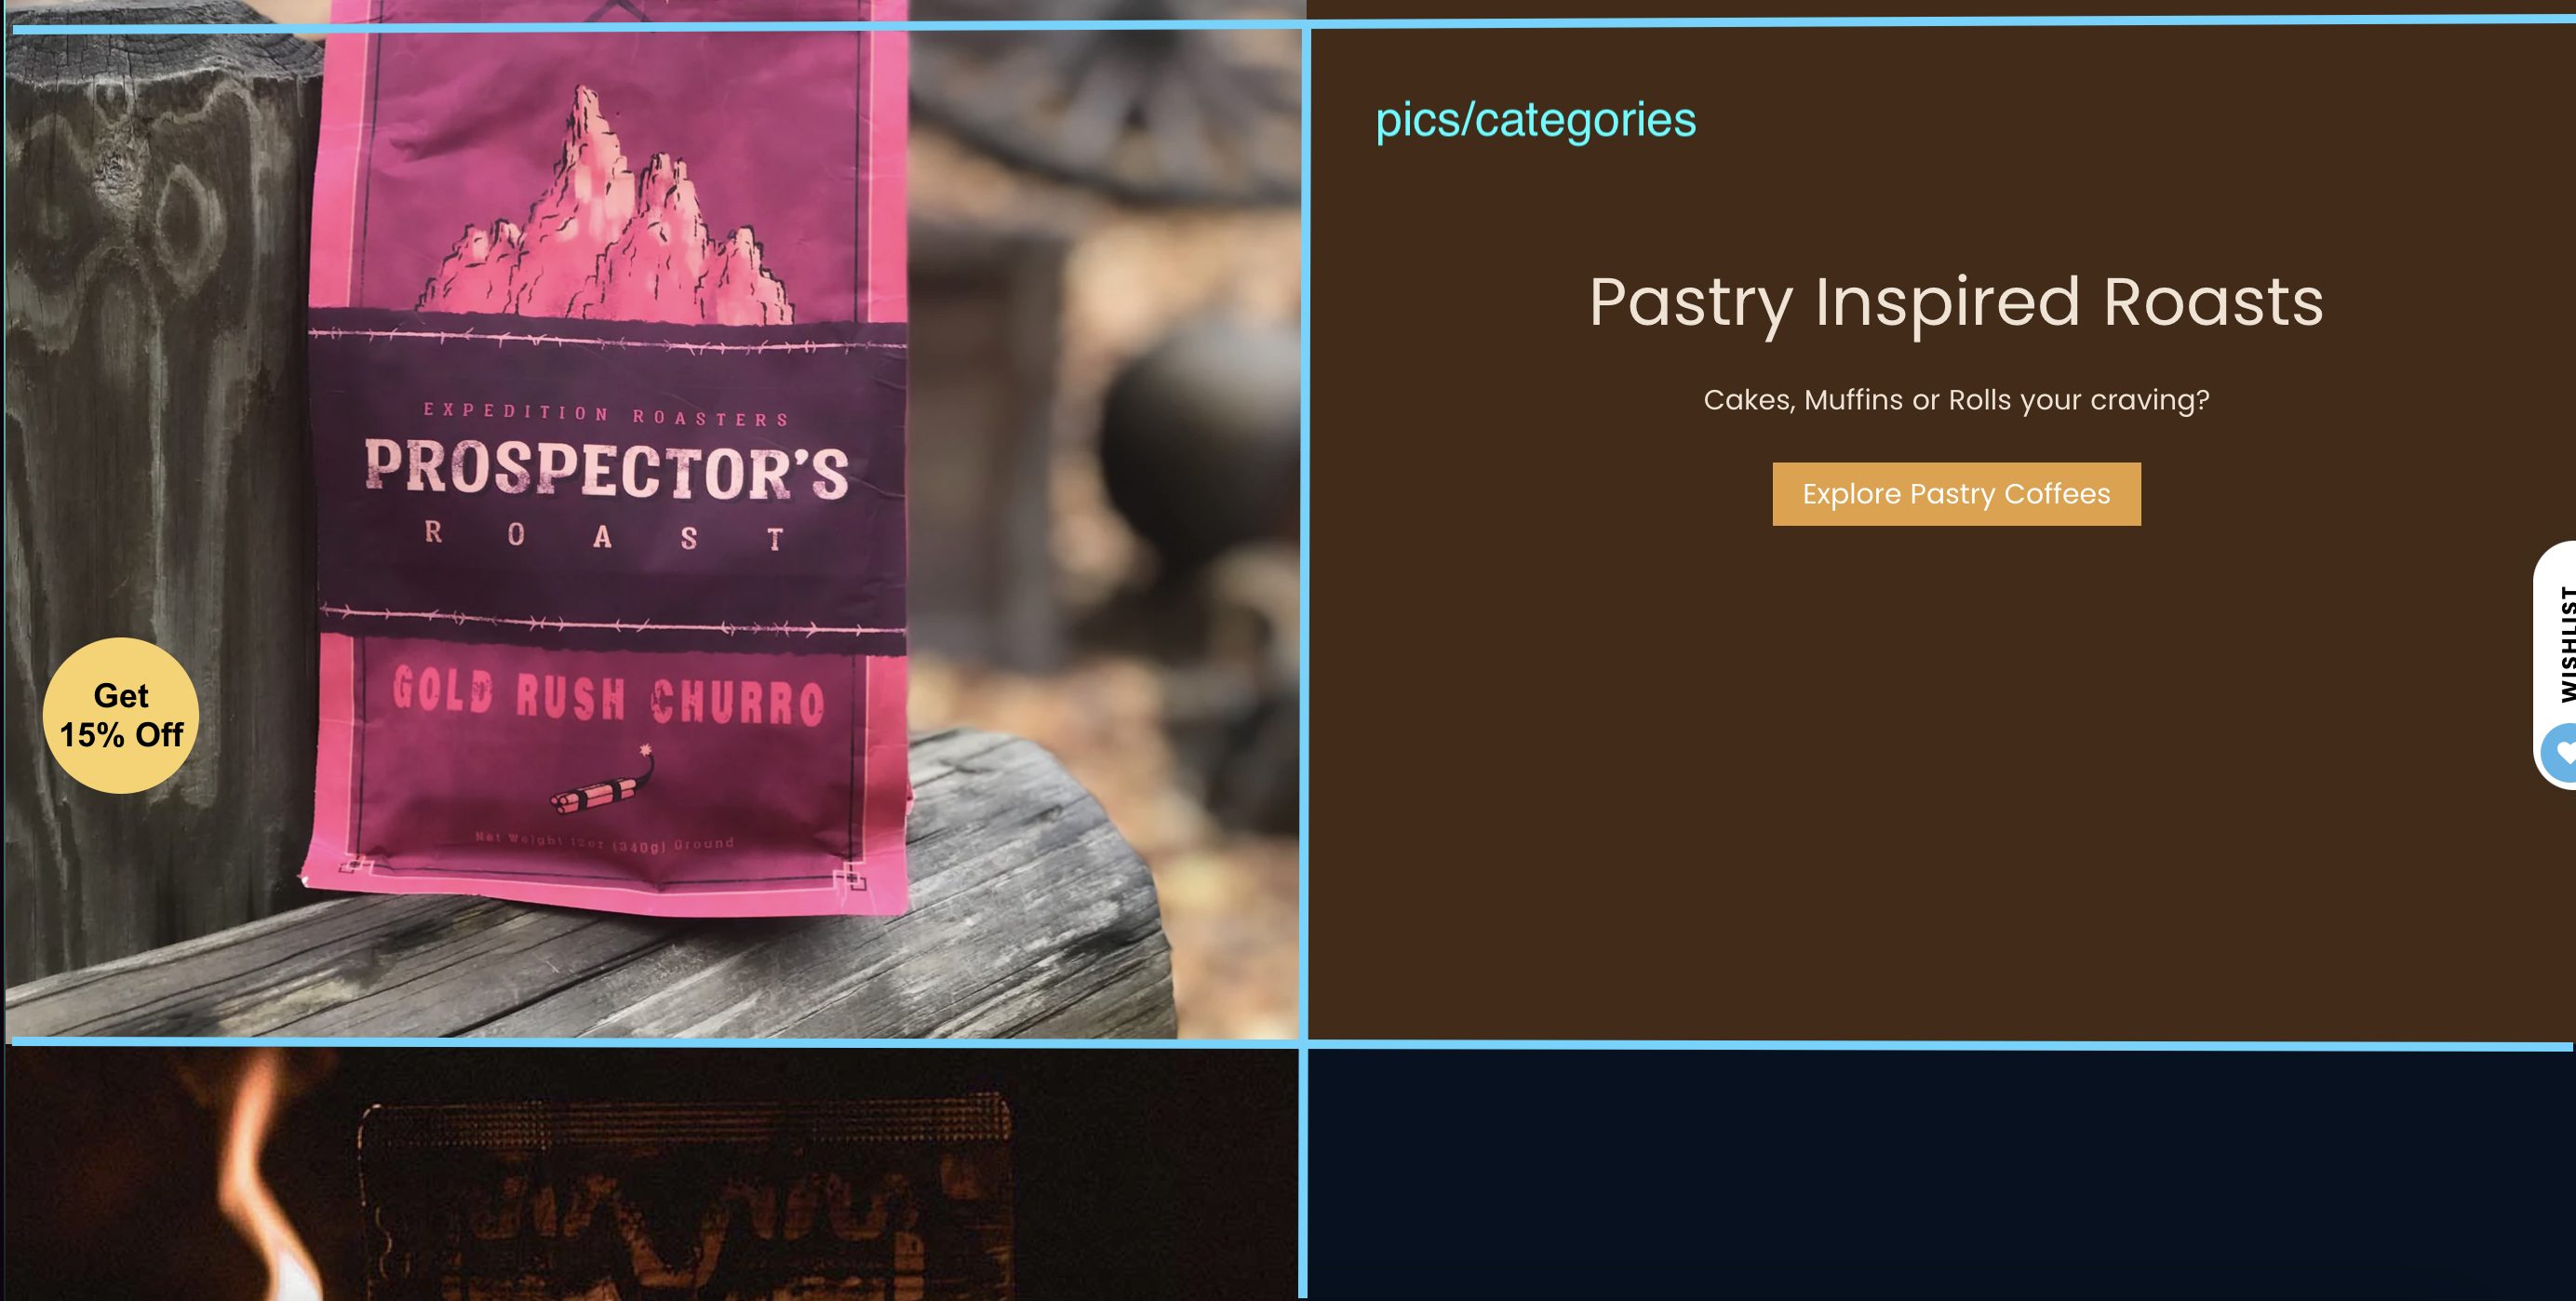 pics/categories
EXPEDITION ROASTERS
PROSPECTOR'S
ROAST
GOLD RUSH CHURRO
Net Weight 12oz (340g) Ground
Get
15% Off
Pastry Inspired Roasts
Cakes, Muffins or Rolls your craving?
Explore Pastry Coffees
WISHLIST